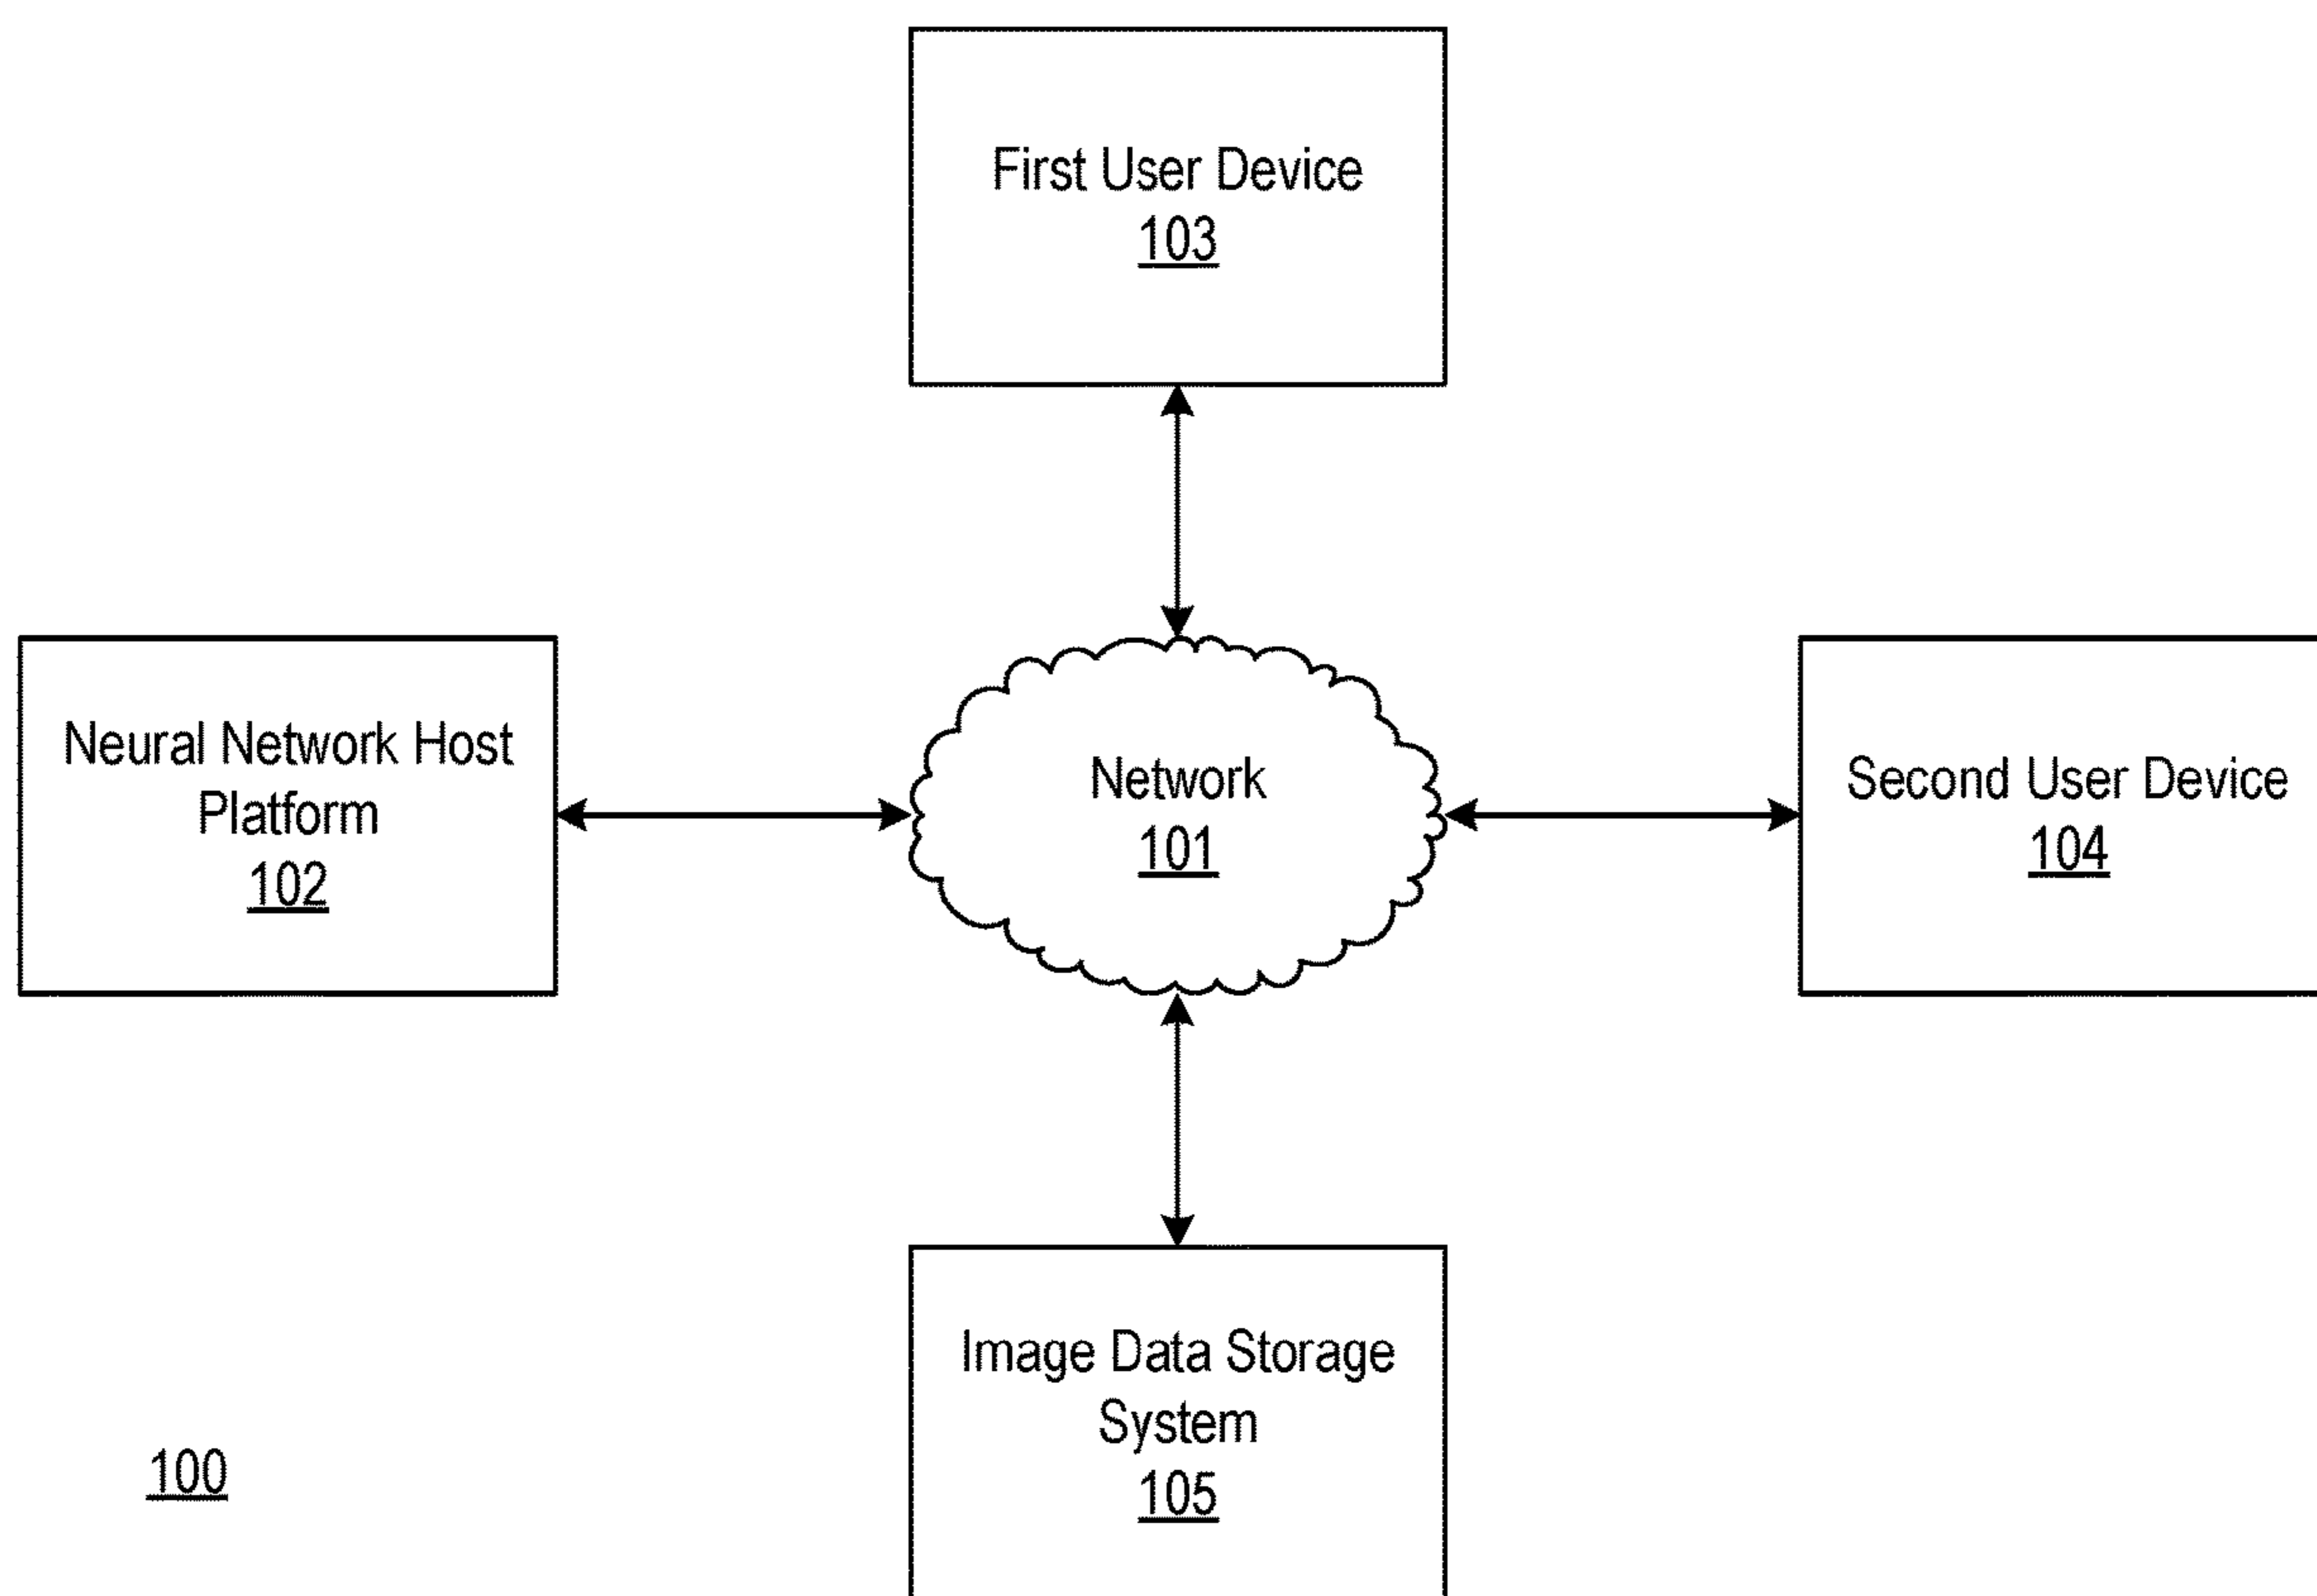 First User Device
103
Neural Network Host
Platform
102
Network
101
Second User Device
104
Image Data Storage
System
105
100